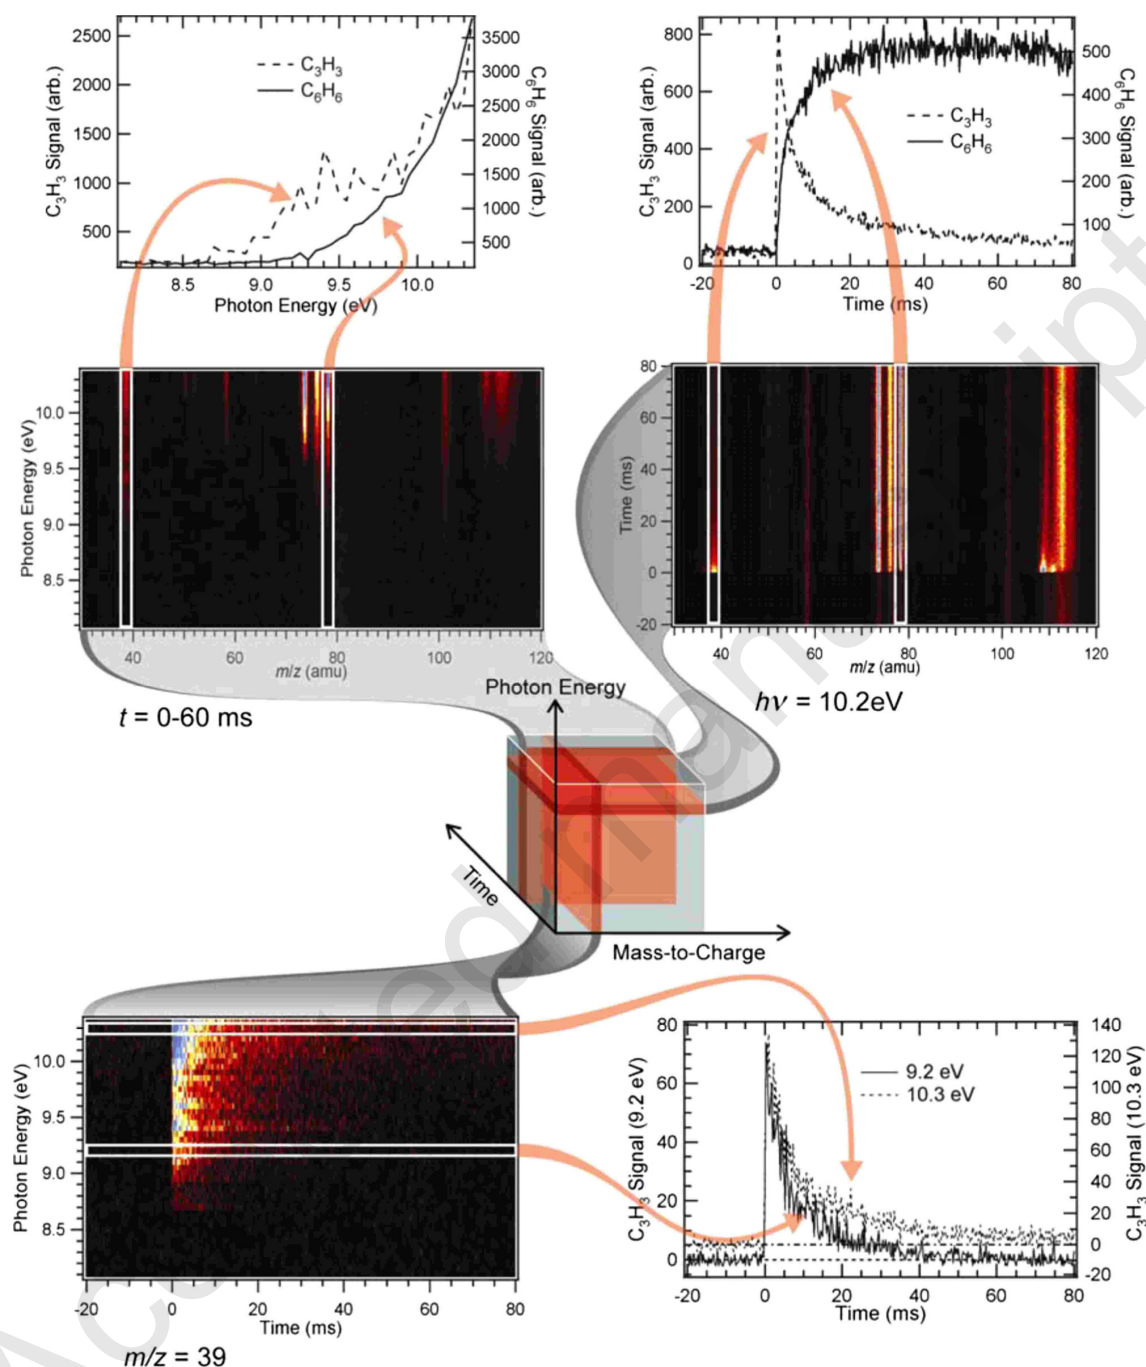 2500
2000
1500
1000
500
C3H3 Signal (arb.)
C3H3
C6H6
3500
3000
2500
2000
1500
1000
500
C6H6 Signal (arb.)
8.5 9.0 9.5 10.0
Photon Energy (eV)
800
600
400
200
0
C3H3 Signal (arb.)
C3H3
C6H6
500
400
300
200
100
C6H6 Signal (arb.)
-20 0 20 40 60 80
Time (ms)
10.0
9.5
9.0
8.5
Photon Energy (eV)
40 60 80 100 120
m/z (amu)
t = 0-60 ms
80
60
40
20
0
-20
Time (ms)
40 60 80 100 120
m/z (amu)
hν = 10.2eV
Photon Energy
Time
Mass-to-Charge
10.0
9.5
9.0
8.5
Photon Energy (eV)
-20 0 20 40 60 80
Time (ms)
m/z = 39
80
60
40
20
0
C3H3 Signal (9.2 eV)
9.2 eV
10.3 eV
140
120
100
80
60
40
20
0
-20
C3H3 Signal (10.3 eV)
-20 0 20 40 60 80
Time (ms)
Accepted manuscript